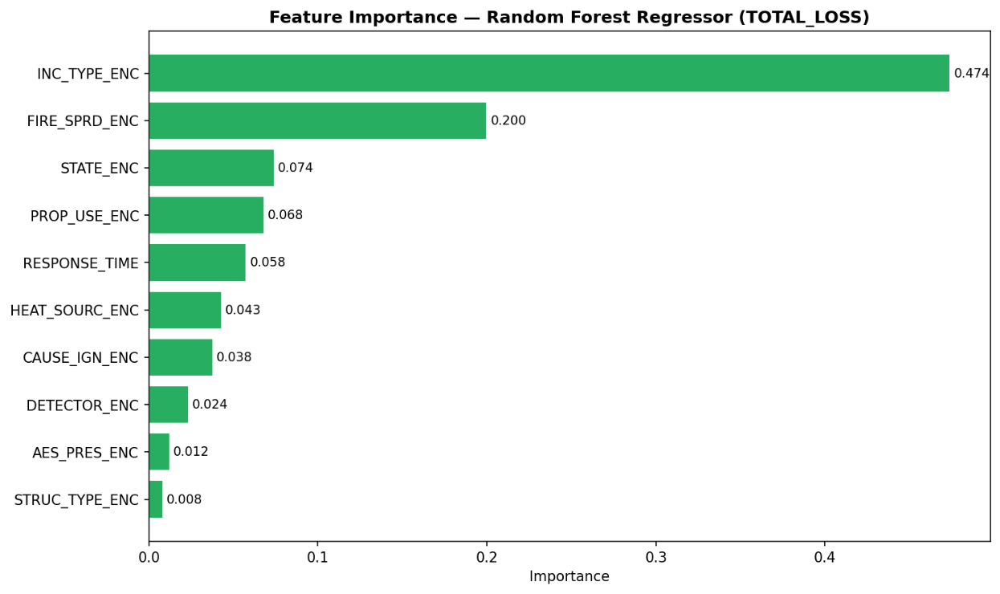 Feature Importance — Random Forest Regressor (TOTAL_LOSS)
INC_TYPE_ENC 0.474
FIRE_SPRD_ENC 0.200
STATE_ENC 0.074
PROP_USE_ENC 0.068
RESPONSE_TIME 0.058
HEAT_SOURC_ENC 0.043
CAUSE_IGN_ENC 0.038
DETECTOR_ENC 0.024
AES_PRES_ENC 0.012
STRUC_TYPE_ENC 0.008
0.0 0.1 0.2 0.3 0.4
Importance